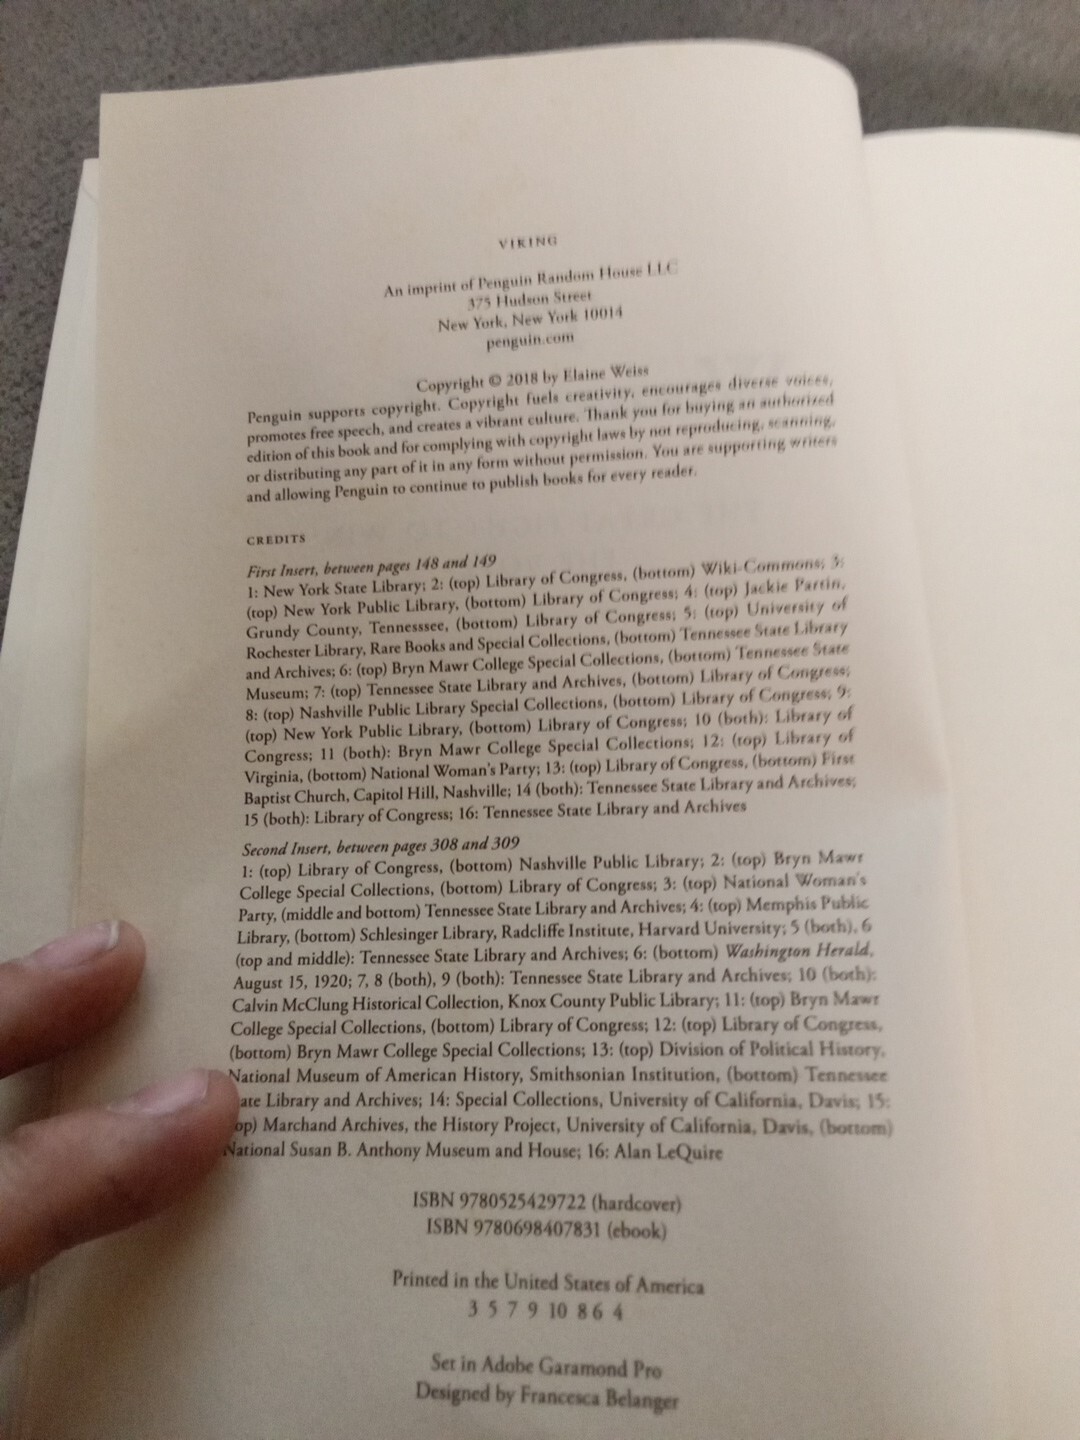 VIKING
An imprint of Penguin Random House LLC
375 Hudson Street
New York, New York 10014
penguin.com
Copyright © 2018 by Elaine Weiss
Penguin supports copyright. Copyright fuels creativity, encourages diverse voices,
promotes free speech, and creates a vibrant culture. Thank you for buying an authorized
edition of this book and for complying with copyright laws by not reproducing, scanning,
or distributing any part of it in any form without permission. You are supporting writers
and allowing Penguin to continue to publish books for every reader.
CREDITS
First Insert, between pages 148 and 149
1: New York State Library; 2: (top) Library of Congress, (bottom) Wiki-Commons; 3:
(top) New York Public Library, (bottom) Library of Congress; 4: (top) Jackie Partin,
Grundy County, Tennesssee, (bottom) Library of Congress; 5: (top) University of
Rochester Library, Rare Books and Special Collections, (bottom) Tennessee State Library
and Archives; 6: (top) Bryn Mawr College Special Collections, (bottom) Tennessee State
Museum; 7: (top) Tennessee State Library and Archives, (bottom) Library of Congress;
8: (top) Nashville Public Library Special Collections, (bottom) Library of Congress; 9:
(top) New York Public Library, (bottom) Library of Congress; 10 (both): Library of
Congress; 11 (both): Bryn Mawr College Special Collections; 12: (top) Library of
Virginia, (bottom) National Woman's Party; 13: (top) Library of Congress, (bottom) First
Baptist Church, Capitol Hill, Nashville; 14 (both): Tennessee State Library and Archives;
15 (both): Library of Congress; 16: Tennessee State Library and Archives
Second Insert, between pages 308 and 309
1: (top) Library of Congress, (bottom) Nashville Public Library; 2: (top) Bryn Mawr
College Special Collections, (bottom) Library of Congress; 3: (top) National Woman's
Party, (middle and bottom) Tennessee State Library and Archives; 4: (top) Memphis Public
Library, (bottom) Schlesinger Library, Radcliffe Institute, Harvard University; 5 (both), 6
(top and middle): Tennessee State Library and Archives; 6: (bottom) Washington Herald,
August 15, 1920; 7, 8 (both), 9 (both): Tennessee State Library and Archives; 10 (both):
Calvin McClung Historical Collection, Knox County Public Library; 11: (top) Bryn Mawr
College Special Collections, (bottom) Library of Congress; 12: (top) Library of Congress,
(bottom) Bryn Mawr College Special Collections; 13: (top) Division of Political History,
National Museum of American History, Smithsonian Institution, (bottom) Tennessee
ate Library and Archives; 14: Special Collections, University of California, Davis; 15:
op) Marchand Archives, the History Project, University of California, Davis, (bottom)
National Susan B. Anthony Museum and House; 16: Alan LeQuire
ISBN 9780525429722 (hardcover)
ISBN 9780698407831 (ebook)
Printed in the United States of America
3 5 7 9 10 8 6 4
Set in Adobe Garamond Pro
Designed by Francesca Belanger